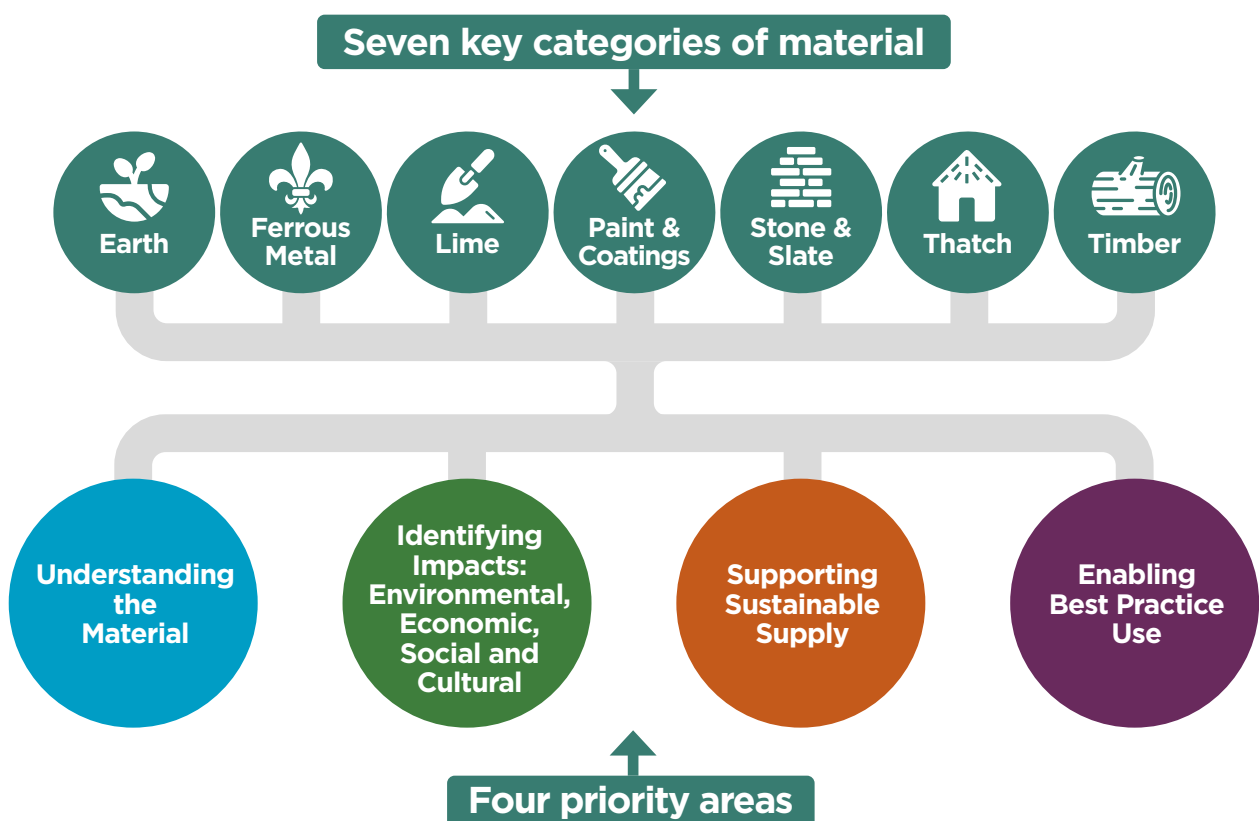 Seven key categories of material
Earth
Ferrous
Metal
Lime
Paint &
Coatings
Stone &
Slate
Thatch
Timber
Understanding
the
Material
Identifying
Impacts:
Environmental,
Economic,
Social and
Cultural
Supporting
Sustainable
Supply
Enabling
Best Practice
Use
Four priority areas